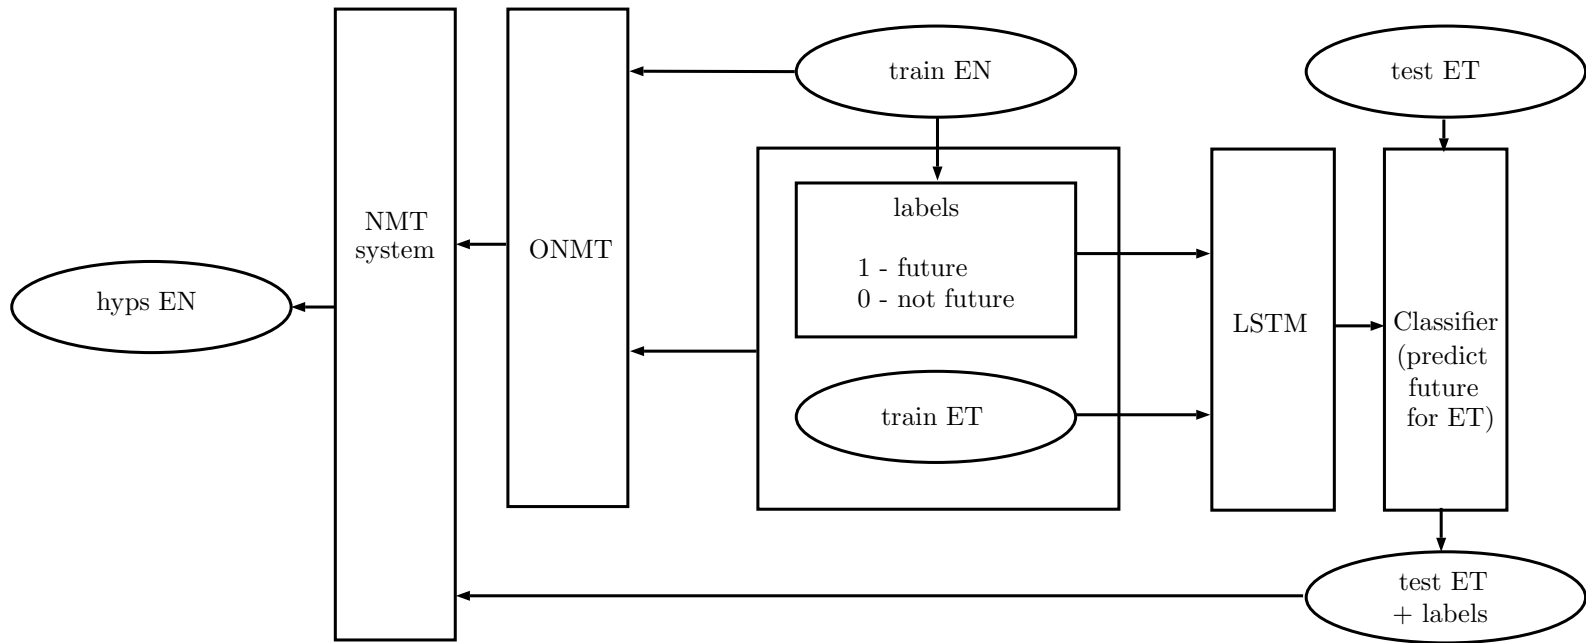 train EN
test ET
labels
NMT
system
ONMT
1 - future
0 - not future
hyps EN
LSTM
Classifier
(predict
future
for ET)
train ET
test ET
+ labels